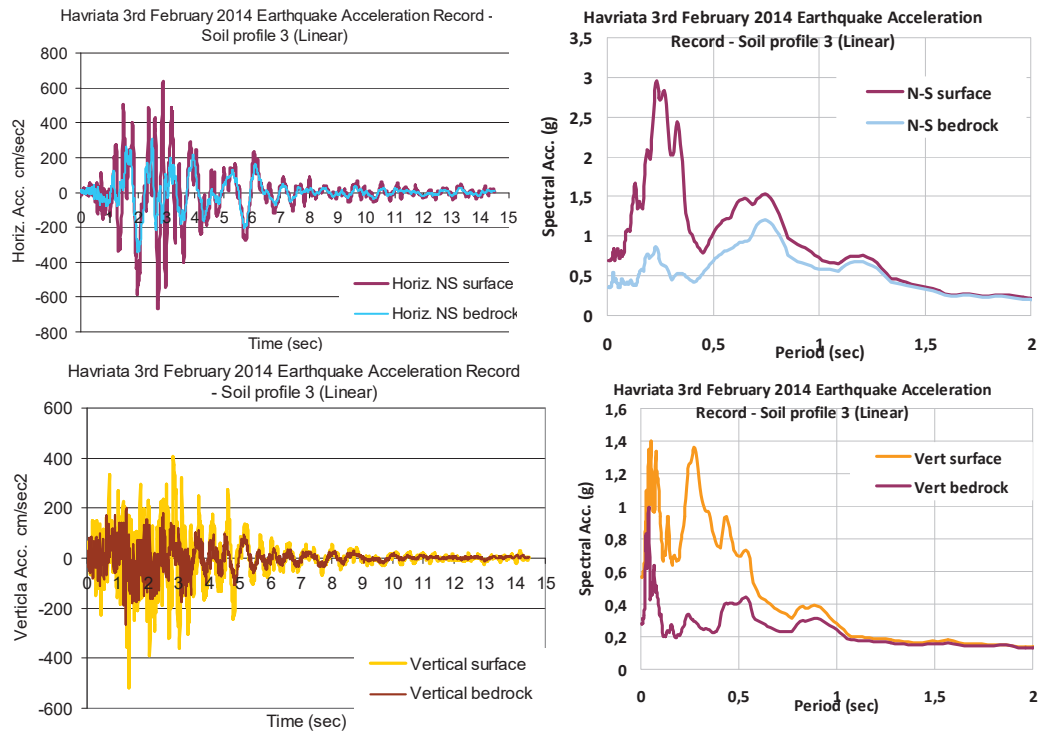 Havriata 3rd February 2014 Earthquake Acceleration Record -
Soil profile 3 (Linear)
800
600
400
200
0
-200
-400
-600
-800
0 1 2 3 4 5 6 7 8 9 10 11 12 13 14 15
Horiz. Acc. cm/sec2
Horiz. NS surface
Horiz. NS bedrock
Time (sec)
Havriata 3rd February 2014 Earthquake Acceleration
Record - Soil profile 3 (Linear)
3,5
3
2,5
2
1,5
1
0,5
0
Spectral Acc. (g)
N-S surface
N-S bedrock
0 0,5 1 1,5 2
Period (sec)
Havriata 3rd February 2014 Earthquake Acceleration Record
- Soil profile 3 (Linear)
600
400
200
0
-200
-400
-600
0 1 2 3 4 5 6 7 8 9 10 11 12 13 14 15
Vertida Acc. cm/sec2
Vertical surface
Vertical bedrock
Time (sec)
Havriata 3rd February 2014 Earthquake Acceleration
Record - Soil profile 3 (Linear)
1,6
1,4
1,2
1
0,8
0,6
0,4
0,2
0
Spectral Acc. (g)
Vert surface
Vert bedrock
0 0,5 1 1,5 2
Period (sec)